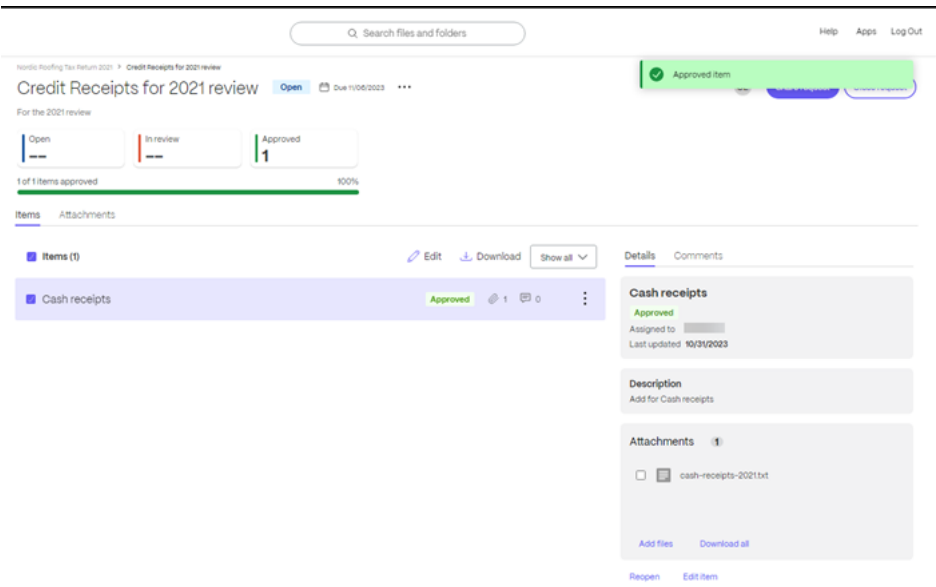 Search files and folders
Help Apps Log Out
Nordic Roofing Tax Return 2021 > Credit Receipts for 2021 review
Credit Receipts for 2021 review Open Due 11/06/2023 •••
Approved item
For the 2021 review
Open
--
In review
--
Approved
1
1 of 1 items approved 100%
Items Attachments
Items (1) Edit Download Show all
Details Comments
Cash receipts Approved 1 0
Cash receipts
Approved
Assigned to
Last updated 10/31/2023
Description
Add for Cash receipts
Attachments 1
cash-receipts-2021.txt
Add files Download all
Reopen Edit item